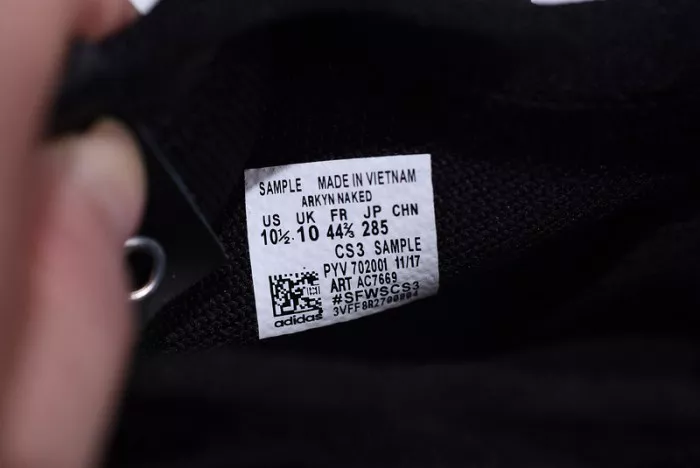 SAMPLE MADE IN VIETNAM
ARKYN NAKED
US UK FR JP CHN
10½ 10 44⅔ 285
CS3 SAMPLE
PYV 702001 11/17
ART AC7669
#SFWSCS3
adidas